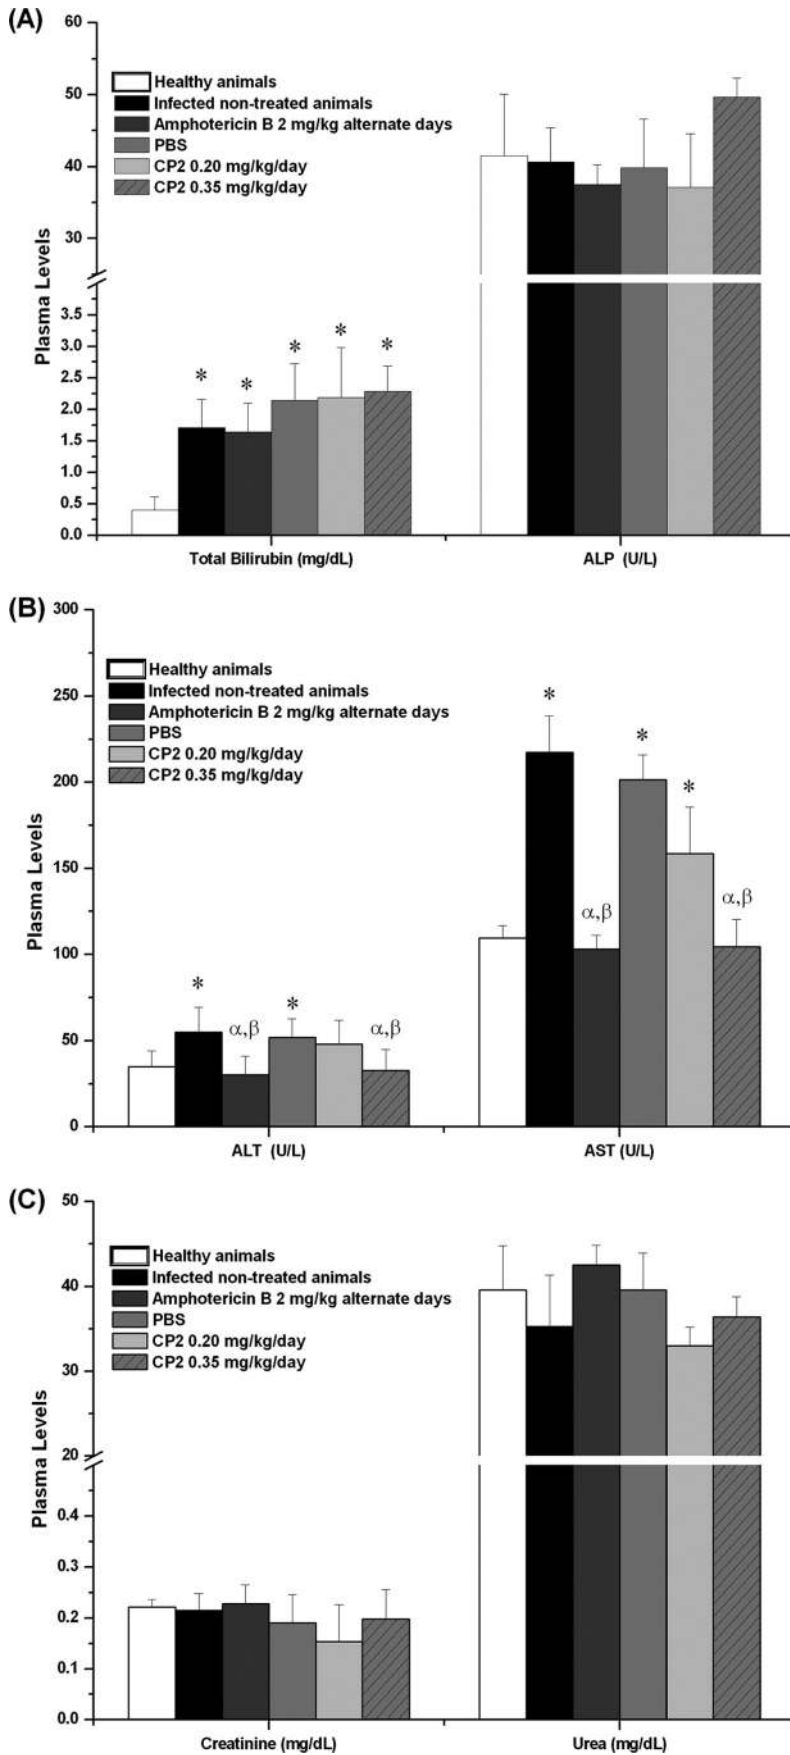 (A)
60
50
40
30
3.5
3.0
2.5
2.0
1.5
1.0
0.5
0.0
Plasma Levels
Healthy animals
Infected non-treated animals
Amphotericin B 2 mg/kg alternate days
PBS
CP2 0.20 mg/kg/day
CP2 0.35 mg/kg/day
* * * * *
Total Bilirubin (mg/dL)
ALP (U/L)
(B)
300
250
200
150
100
50
0
Plasma Levels
Healthy animals
Infected non-treated animals
Amphotericin B 2 mg/kg alternate days
PBS
CP2 0.20 mg/kg/day
CP2 0.35 mg/kg/day
* α,β * α,β
* α,β * * α,β
ALT (U/L)
AST (U/L)
(C)
50
40
30
20
0.4
0.3
0.2
0.1
0.0
Plasma Levels
Healthy animals
Infected non-treated animals
Amphotericin B 2 mg/kg alternate days
PBS
CP2 0.20 mg/kg/day
CP2 0.35 mg/kg/day
Creatinine (mg/dL)
Urea (mg/dL)